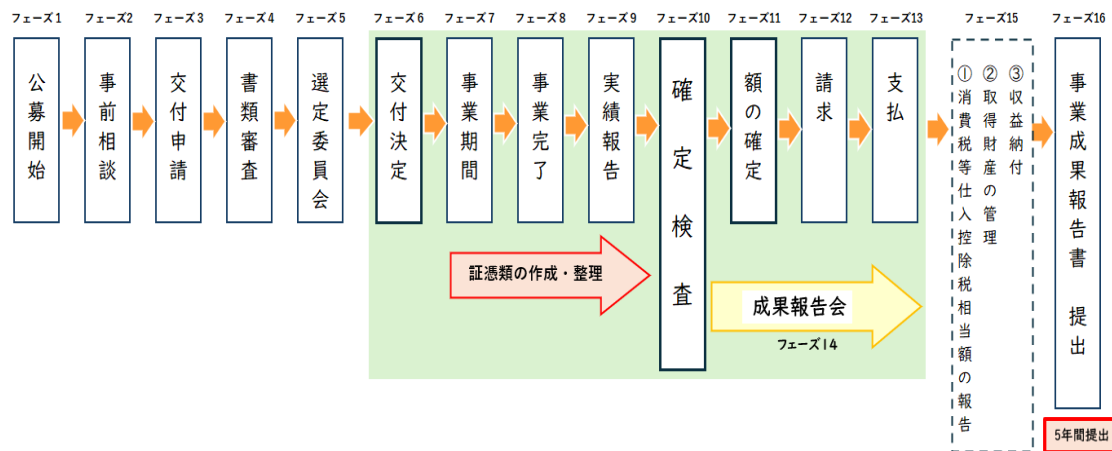 フェーズ1
フェーズ2
フェーズ3
フェーズ4
フェーズ5
フェーズ6
フェーズ7
フェーズ8
フェーズ9
フェーズ10
フェーズ11
フェーズ12
フェーズ13
フェーズ15
フェーズ16
公募開始
事前相談
交付申請
書類審査
選定委員会
交付決定
事業期間
事業完了
実績報告
確定検査
額の確定
請求
支払
①消費税等仕入控除税相当額の報告
②取得財産の管理
③収益納付
事業成果報告書 提出
証憑類の作成・整理
成果報告会
フェーズ14
5年間提出